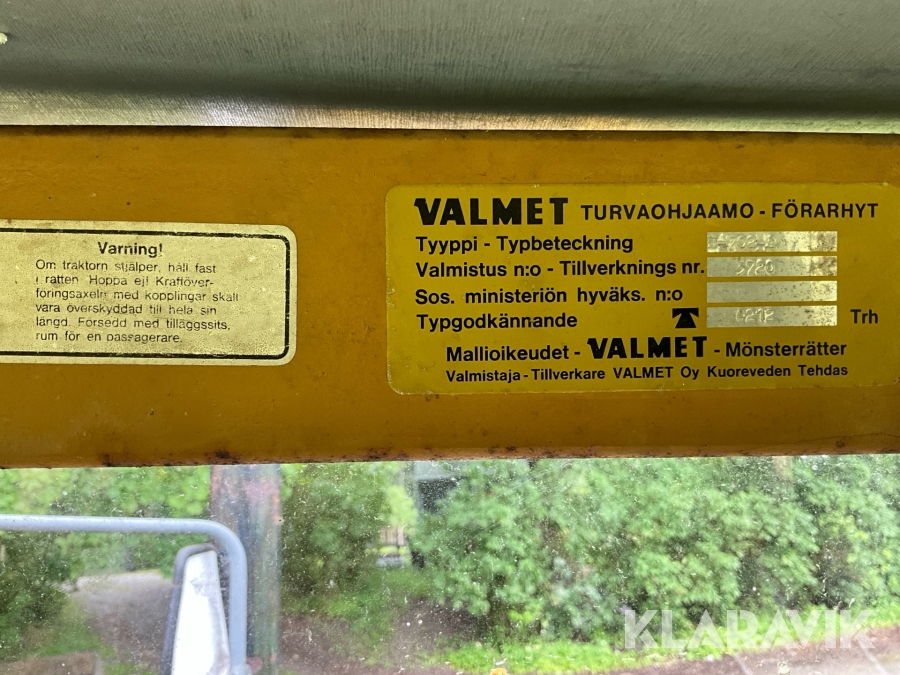 Varning!
Om traktorn stjälper, håll fast
i ratten. Hoppa ej! Kraftöver-
föringsaxeln med kopplingar skall
vara överskyddad till hela sin
längd. Försedd med tilläggssits,
rum för en passagerare.
VALMET TURVAOHJAAMO - FÖRARHYT
Tyyppi - Typbeteckning
Valmistus n:o - Tillverknings nr.
Sos. ministeriön hyväks. n:o
Typgodkännande T Trh
Mallioikeudet - VALMET - Mönsterrätter
Valmistaja - Tillverkare VALMET Oy Kuoreveden Tehdas
KLARAVIK